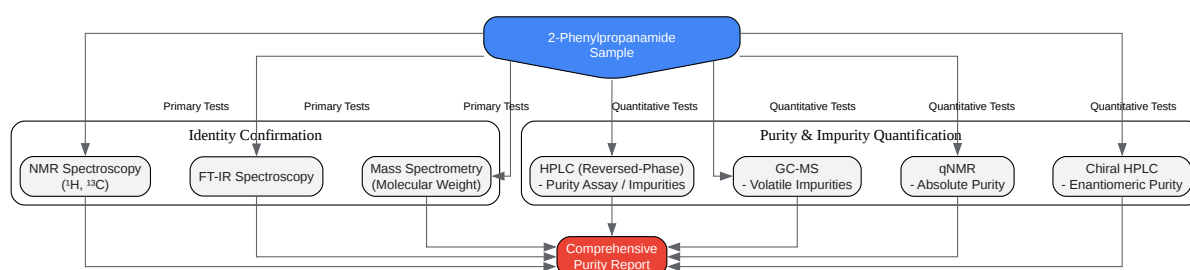 2-Phenylpropanamide
Sample
Primary Tests
Primary Tests
Primary Tests
Quantitative Tests
Quantitative Tests
Quantitative Tests
Quantitative Tests
Identity Confirmation
Purity & Impurity Quantification
NMR Spectroscopy
(¹H, ¹³C)
FT-IR Spectroscopy
Mass Spectrometry
(Molecular Weight)
HPLC (Reversed-Phase)
- Purity Assay / Impurities
GC-MS
- Volatile Impurities
qNMR
- Absolute Purity
Chiral HPLC
- Enantiomeric Purity
Comprehensive
Purity Report